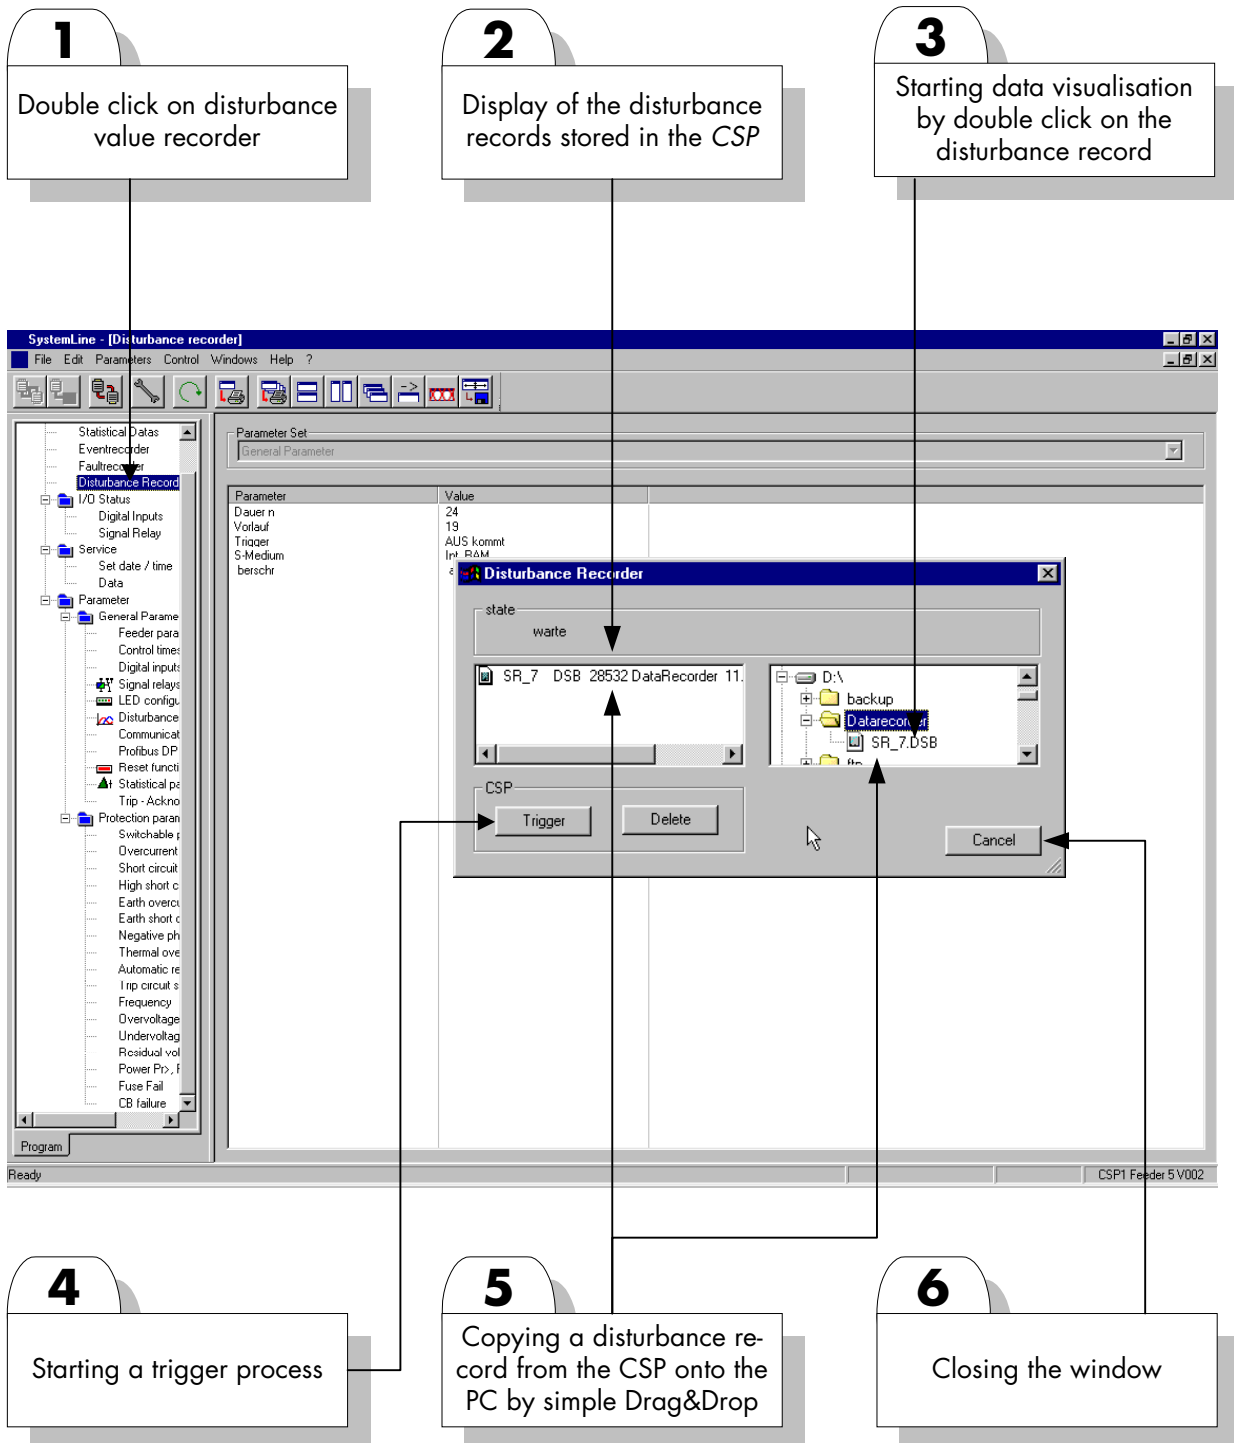 1
Double click on disturbance
value recorder
2
Display of the disturbance
records stored in the CSP
3
Starting data visualisation
by double click on the
disturbance record
SystemLine - [Disturbance recorder]
File Edit Parameters Control Windows Help ?
Statistical Datas
Eventrecorder
Faultrecorder
Disturbance Record
I/O Status
Digital Inputs
Signal Relay
Service
Set date / time
Data
Parameter
General Parame
Feeder para
Control times
Digital inputs
Signal relays
LED configu
Disturbance
Communicat
Profibus DP
Reset functi
Statistical pa
Trip - Ackno
Protection param
Switchable p
Overcurrent
Short circuit
High short c
Earth overcu
Earth short c
Negative ph
Thermal ove
Automatic re
Trip circuit s
Frequency
Overvoltage
Undervoltag
Residual vol
Power Pr>, F
Fuse Fail
CB failure
Program
Parameter Set
General Parameter
Parameter Value
Dauer n 24
Vorlauf 19
Trigger AUS kommt
S-Medium Int. RAM
berschr a
Disturbance Recorder
state
warte
SR_7 DSB 28532 DataRecorder 11.
D:\
backup
Datarecorder
SR_7.DSB
ftp
CSP
Trigger
Delete
Cancel
Ready
CSP1 Feeder 5 V002
4
Starting a trigger process
5
Copying a disturbance re-
cord from the CSP onto the
PC by simple Drag&Drop
6
Closing the window